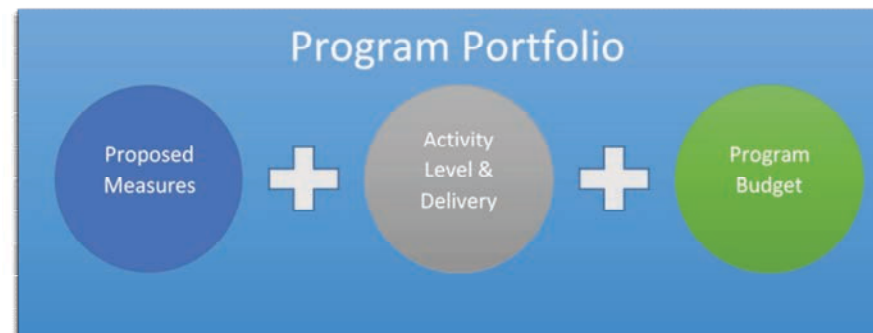 Program Portfolio
Proposed
Measures
Activity
Level &
Delivery
Program
Budget